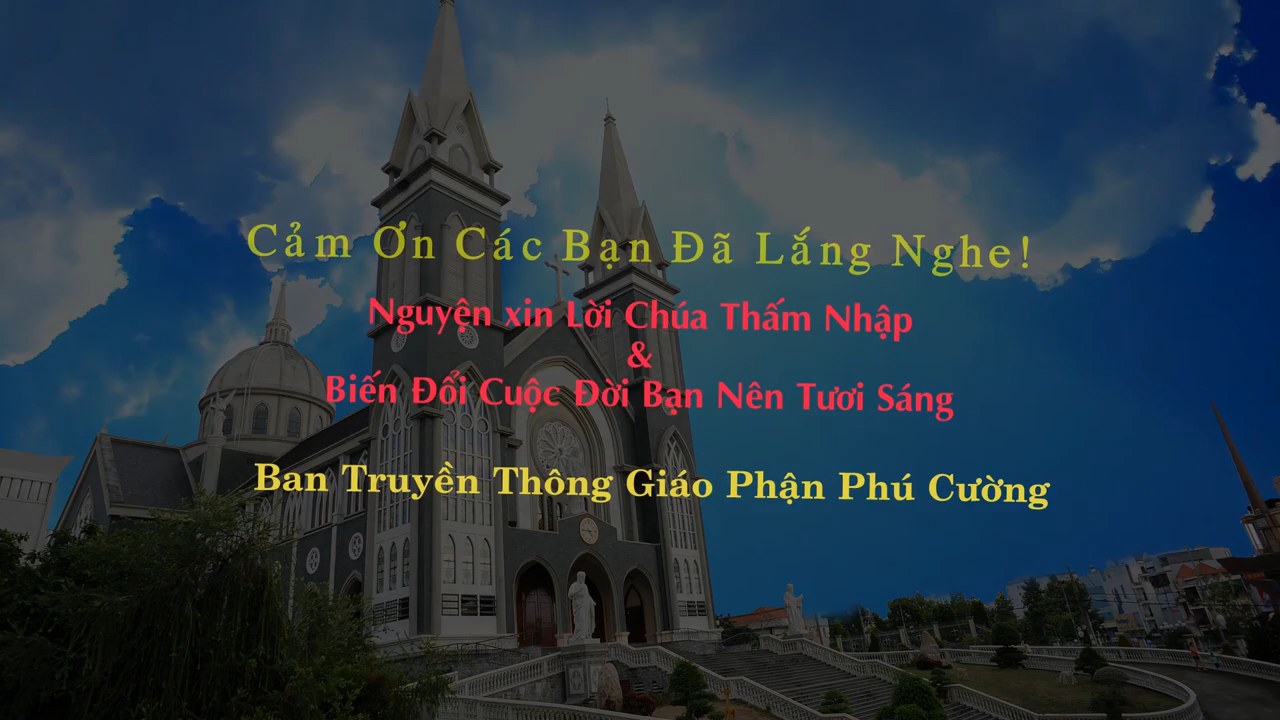 Cảm Ơn Các Bạn Đã Lắng Nghe!
Nguyện xin Lời Chúa Thấm Nhập
&
Biến Đổi Cuộc Đời Bạn Nên Tươi Sáng
Ban Truyền Thông Giáo Phận Phú Cường